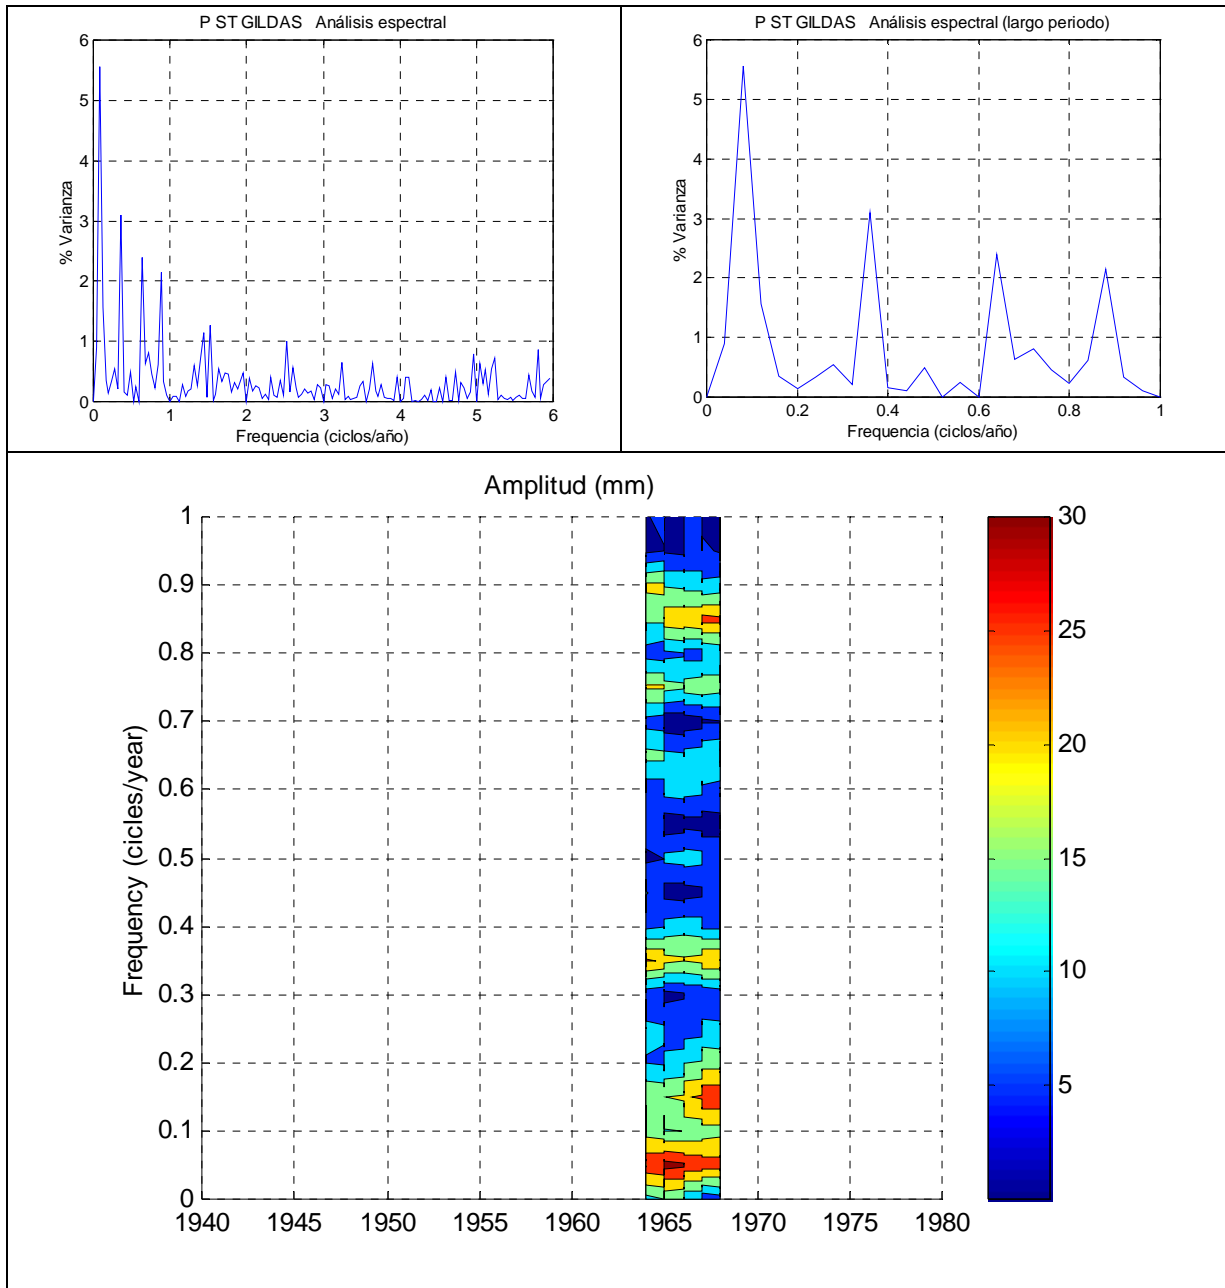 P ST GILDAS Análisis espectral
6
5
4
3
2
1
0
% Varianza
0 1 2 3 4 5 6
Frequencia (ciclos/año)
P ST GILDAS Análisis espectral (largo periodo)
6
5
4
3
2
1
0
% Varianza
0 0.2 0.4 0.6 0.8 1
Frequencia (ciclos/año)
Amplitud (mm)
1
0.9
0.8
0.7
0.6
0.5
0.4
0.3
0.2
0.1
0
Frequency (cicles/year)
1940 1945 1950 1955 1960 1965 1970 1975 1980
30
25
20
15
10
5